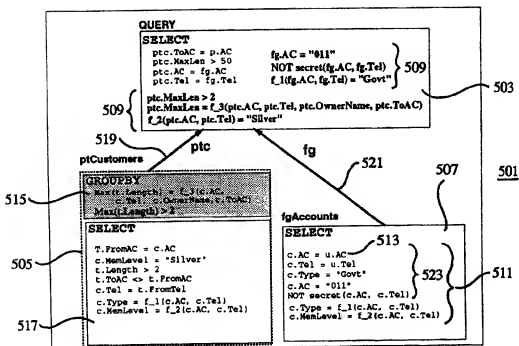 QUERY
SELECT
ptc.ToAC = p.AC
ptc.MaxLen > 50
ptc.AC = fg.AC
ptc.Tel = fg.Tel
fg.AC = "011"
NOT secret(fg.AC, fg.Tel)
f_1(fg.AC, fg.Tel) = "Govt"
509
503
509
ptc.MaxLen > 2
ptc.MaxLen = f_3(ptc.AC, ptc.Tel, ptc.OwnerName, ptc.ToAC)
f_2(ptc.AC, ptc.Tel) = "Silver"
519
ptc
fg
521
501
ptCustomers
507
515
GROUPBY
Max(t.Length) = f_3(c.AC,
c.Tel, c.OwnerName, t.ToAC)
Max(t.Length) > 2
fgAccounts
505
SELECT
T.FromAC = c.AC
c.MemLevel = "Silver"
t.Length > 2
t.ToAC <> t.FromAC
c.Tel = t.FromTel
c.Type = f_1(c.AC, c.Tel)
c.MemLevel = f_2(c.AC, c.Tel)
517
SELECT
c.AC = u.AC
513
c.Tel = u.Tel
c.Type = "Govt"
523
c.AC = "011"
NOT secret(c.AC, c.Tel)
511
c.Type = f_1(c.AC, c.Tel)
c.MemLevel = f_2(c.AC, c.Tel)